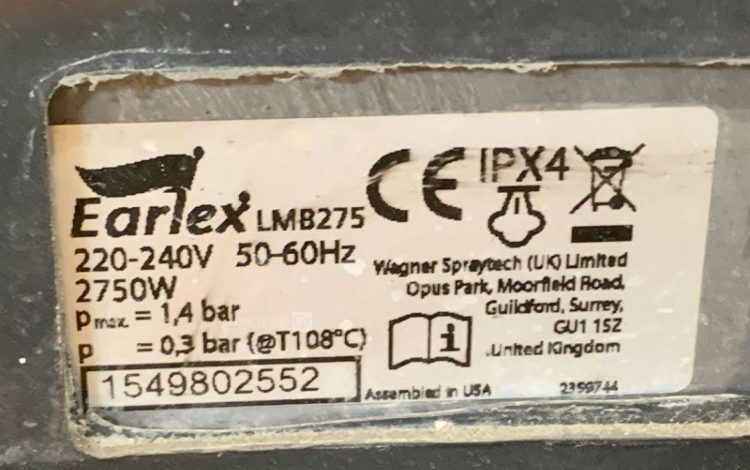 Earlex LMB275
220-240V 50-60Hz
2750W
pmax. = 1,4 bar
p = 0,3 bar (@T108°C)
1549802552
CE IPX4
Wagner Spraytech (UK) Limited
Opus Park, Moorfield Road,
Guildford, Surrey,
GU1 1SZ
United Kingdom
Assembled in USA 2399744